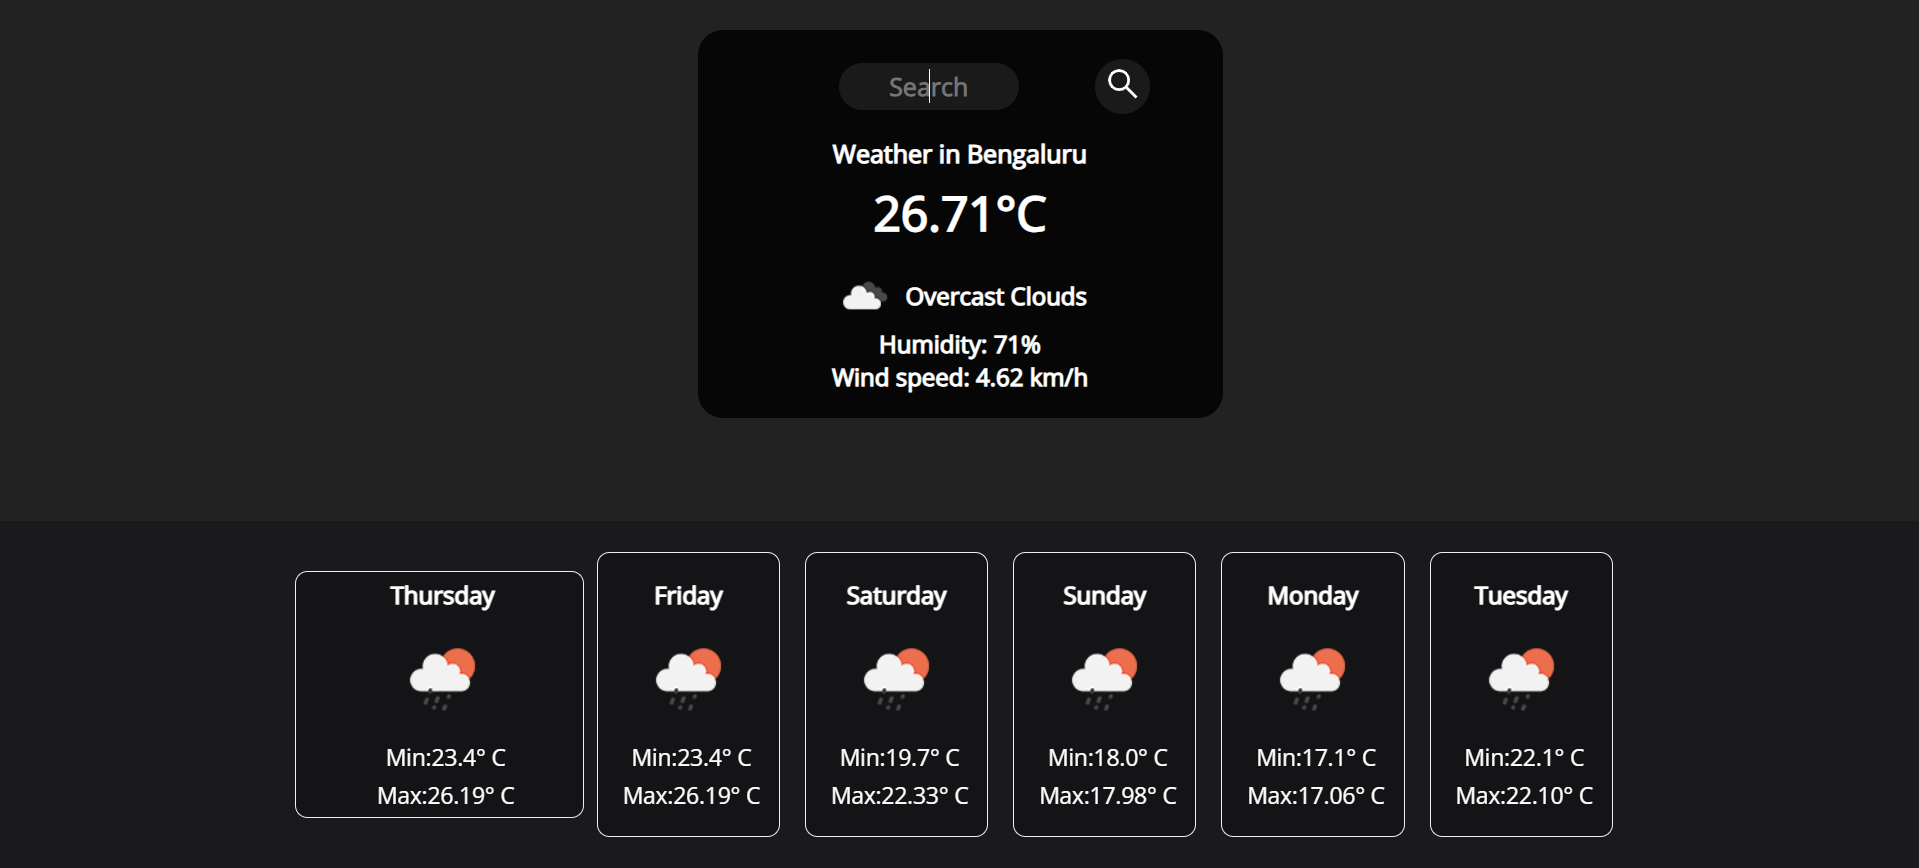 Search
Weather in Bengaluru
26.71°C
Overcast Clouds
Humidity: 71%
Wind speed: 4.62 km/h
Thursday
Min:23.4° C
Max:26.19° C
Friday
Min:23.4° C
Max:26.19° C
Saturday
Min:19.7° C
Max:22.33° C
Sunday
Min:18.0° C
Max:17.98° C
Monday
Min:17.1° C
Max:17.06° C
Tuesday
Min:22.1° C
Max:22.10° C